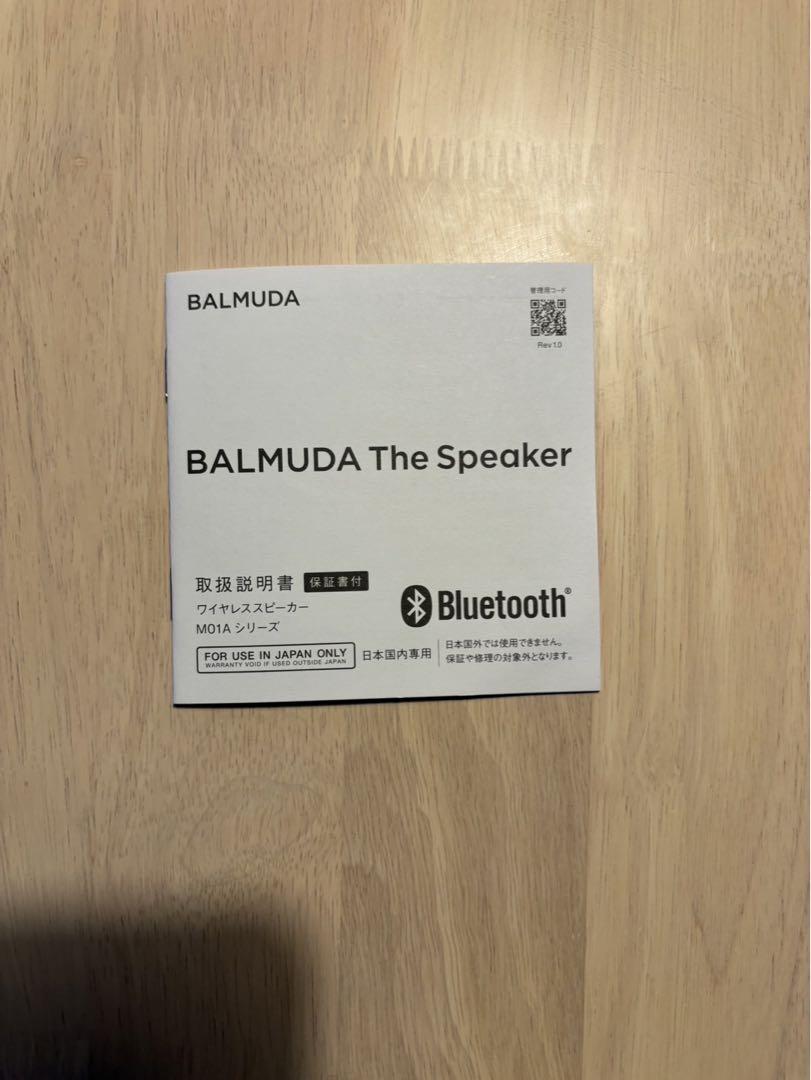 BALMUDA
管理用コード
Rev1.0
BALMUDA The Speaker
取扱説明書 保証書付
ワイヤレススピーカー
M01A シリーズ
Bluetooth®
FOR USE IN JAPAN ONLY
WARRANTY VOID IF USED OUTSIDE JAPAN
日本国内専用
日本国外では使用できません。
保証や修理の対象外となります。